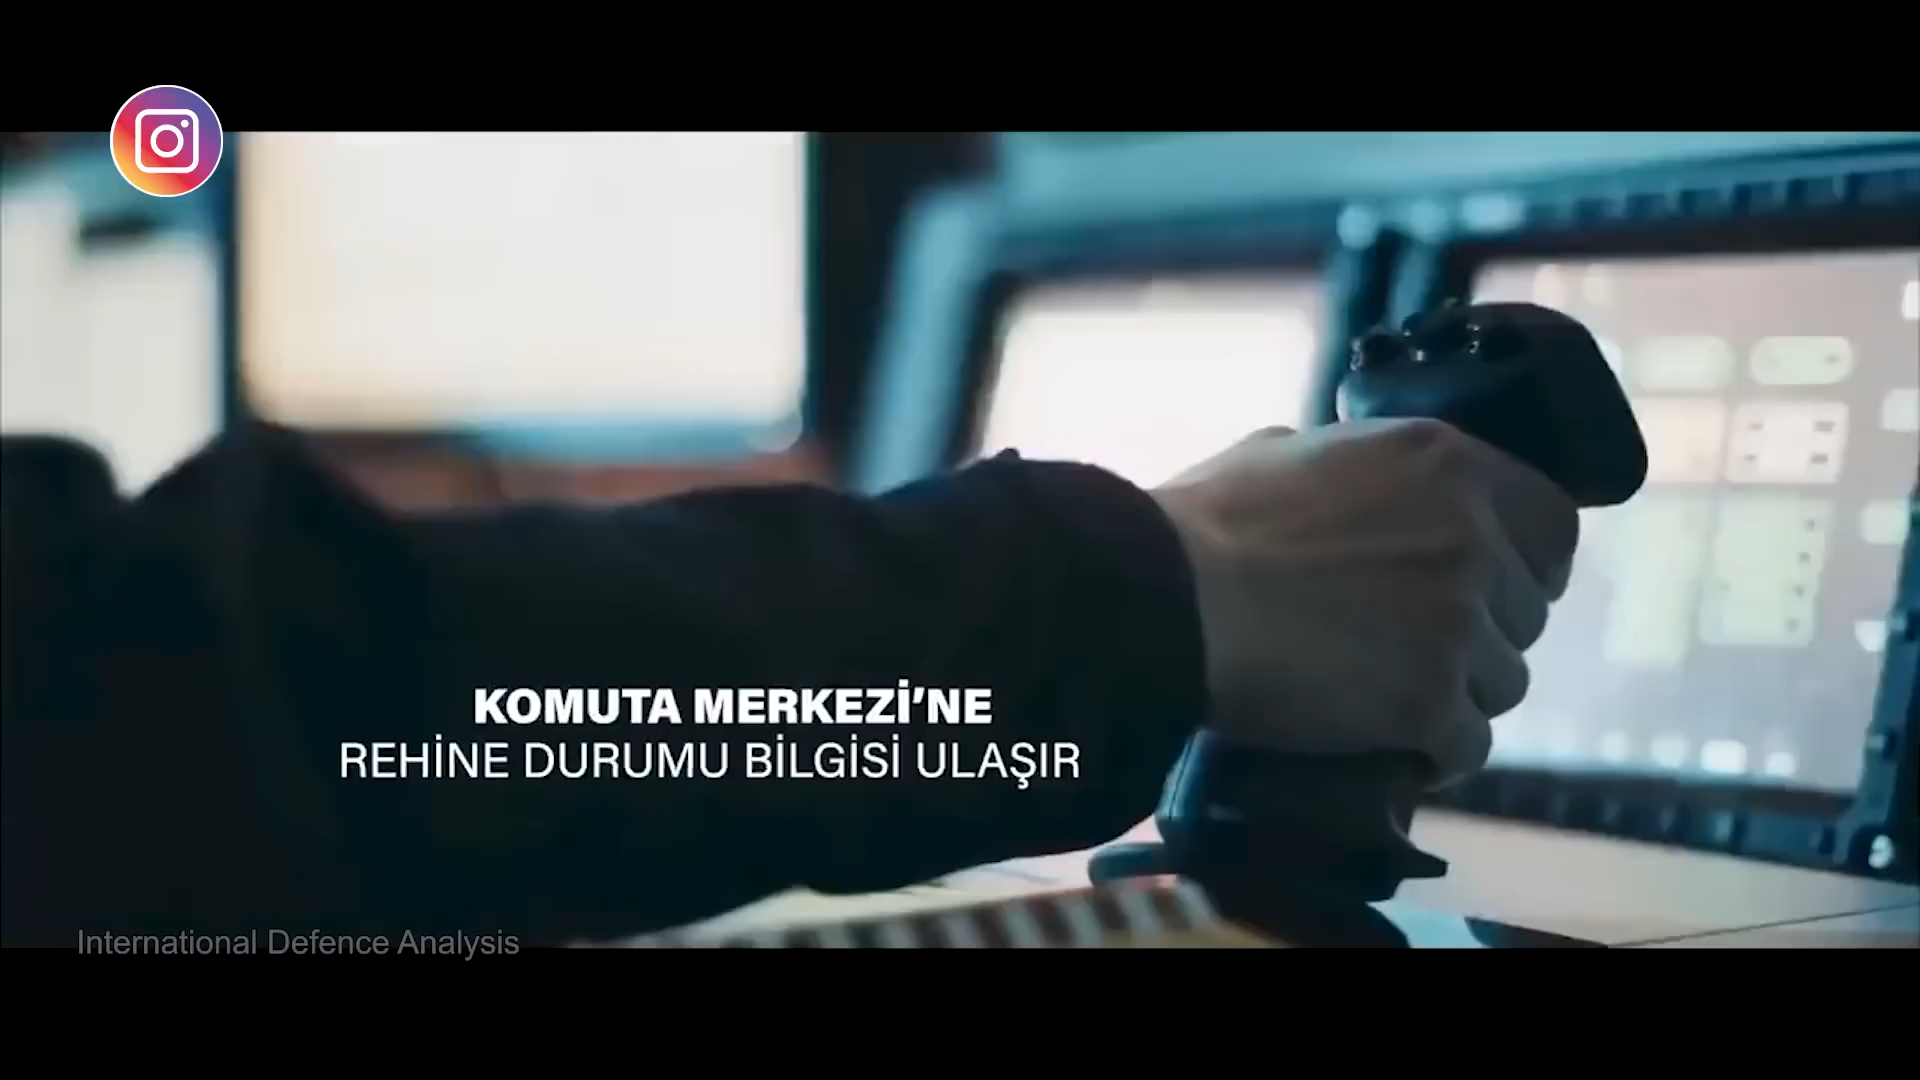 KOMUTA MERKEZİ'NE
REHİNE DURUMU BİLGİSİ ULAŞIR
International Defence Analysis